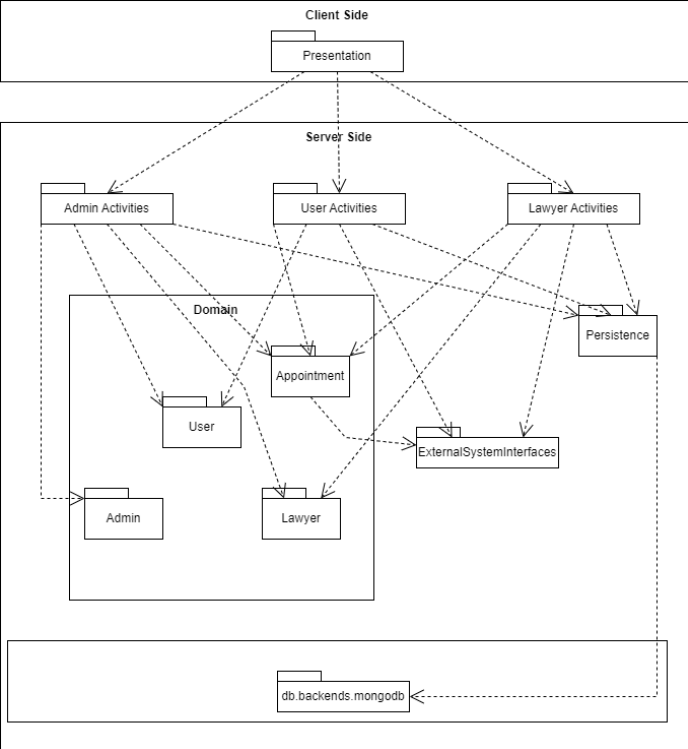 Client Side
Presentation
Server Side
Admin Activities
User Activities
Lawyer Activities
Domain
Persistence
Appointment
User
ExternalSystemInterfaces
Admin
Lawyer
db.backends.mongodb